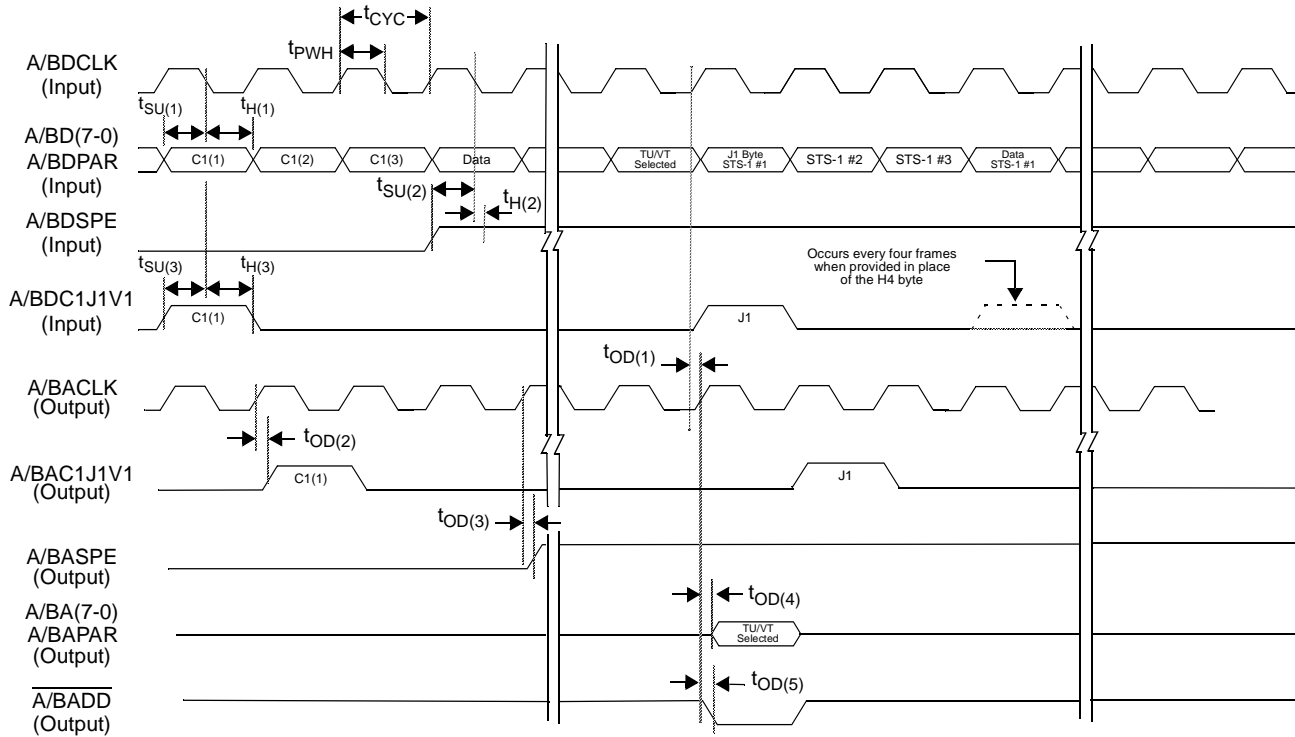 tCYC
tPWH
A/BDCLK
(Input)
tSU(1)
tH(1)
A/BD(7-0)
A/BDPAR
(Input)
C1(1)
C1(2)
C1(3)
Data
TU/VT
Selected
J1 Byte
STS-1 #1
STS-1 #2
STS-1 #3
Data
STS-1 #1
tSU(2)
tH(2)
A/BDSPE
(Input)
tSU(3)
tH(3)
Occurs every four frames
when provided in place
of the H4 byte
A/BDC1J1V1
(Input)
C1(1)
J1
tOD(1)
A/BACLK
(Output)
tOD(2)
A/BAC1J1V1
(Output)
C1(1)
J1
tOD(3)
A/BASPE
(Output)
tOD(4)
A/BA(7-0)
A/BAPAR
(Output)
TU/VT
Selected
tOD(5)
A/BADD
(Output)